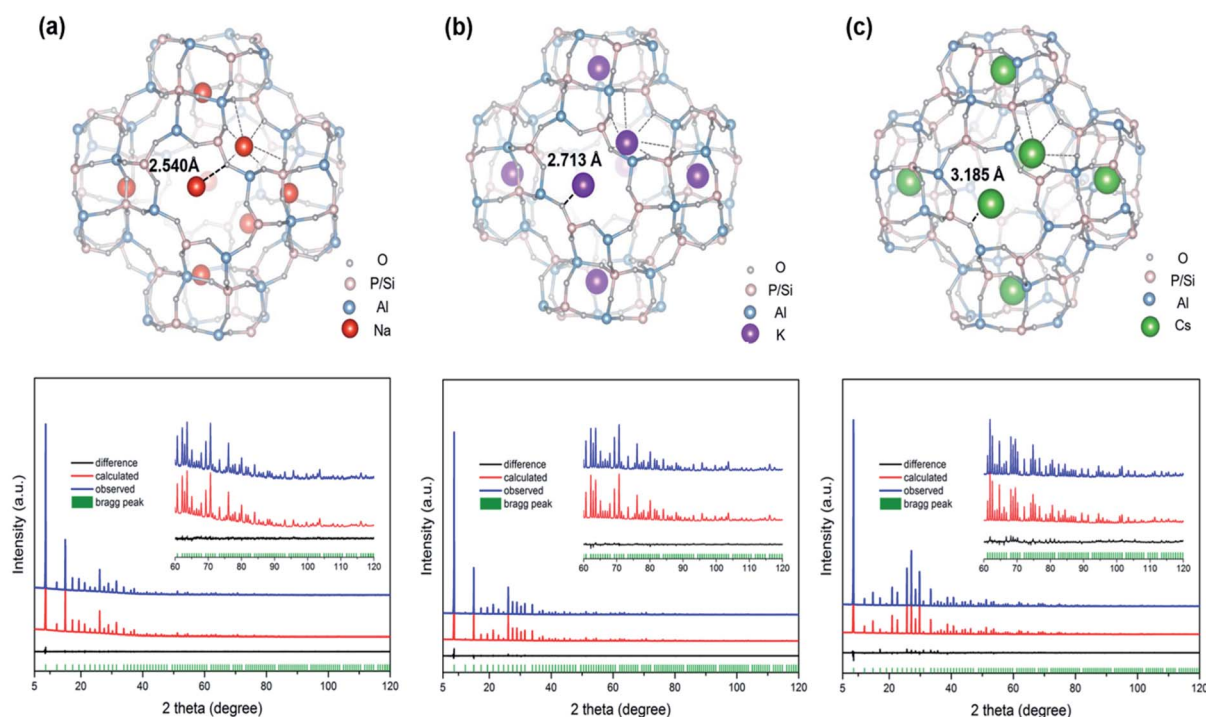 (a)
2.540Å
O
P/Si
Al
Na
(b)
2.713 Å
O
P/Si
Al
K
(c)
3.185 Å
O
P/Si
Al
Cs
Intensity (a.u.)
difference
calculated
observed
bragg peak
60 70 80 90 100 110 120
5 20 40 60 80 100 120
2 theta (degree)
Intensity (a.u.)
difference
calculated
observed
bragg peak
60 70 80 90 100 110 120
5 20 40 60 80 100 120
2 theta (degree)
Intensity (a.u.)
difference
calculated
observed
bragg peak
60 70 80 90 100 110 120
5 20 40 60 80 100 120
2 theta (degree)